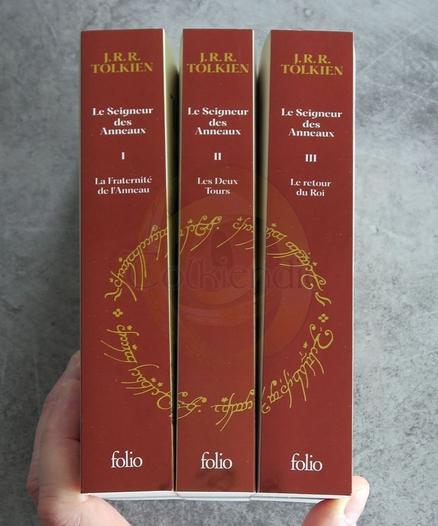 J.R.R.
TOLKIEN
Le Seigneur
des
Anneaux
I
La Fraternité
de l'Anneau
folio
J.R.R.
TOLKIEN
Le Seigneur
des
Anneaux
II
Les Deux
Tours
folio
J.R.R.
TOLKIEN
Le Seigneur
des
Anneaux
III
Le retour
du Roi
folio